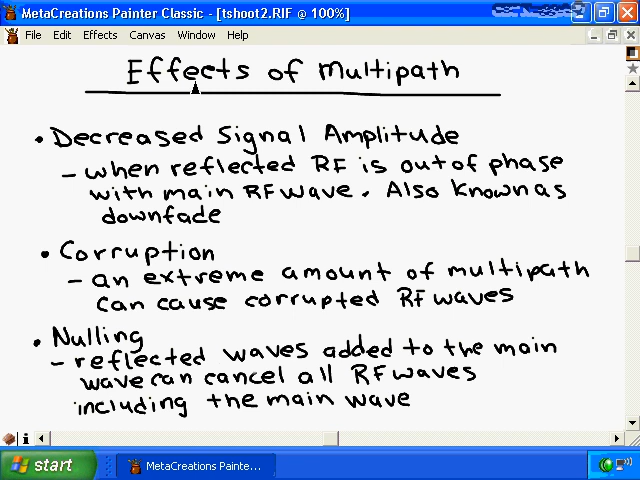 MetaCreations Painter Classic - [tshoot2.RIF @ 100%]
File Edit Effects Canvas Window Help
Effects of Multipath
• Decreased Signal Amplitude
- when reflected RF is out of phase
with main RF wave. Also known as
downfade
• Corruption
- an extreme amount of multipath
can cause corrupted RF waves
• Nulling
- reflected waves added to the main
wave can cancel all RF waves
including the main wave
start MetaCreations Painte...